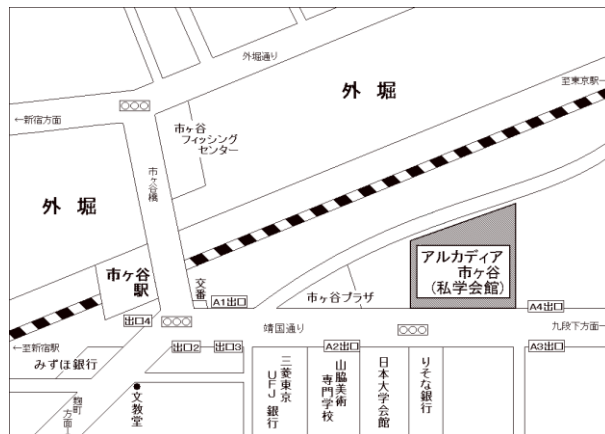 外堀通り
外堀
至東京駅→
○○○
←新宿方面
市ヶ谷
フィッシング
センター
市ヶ谷橋
外堀
アルカディア
市ヶ谷
(私学会館)
市ヶ谷
駅
交番
A1出口
市ヶ谷プラザ
A4出口
出口4
○○○
靖国通り
○○○
九段下方面→
←至新宿駅
出口2
出口3
A2出口
A3出口
みずほ銀行
三菱東京
UFJ銀行
山脇美術
専門学校
日本大学会館
りそな銀行
麹町
方面
文教堂